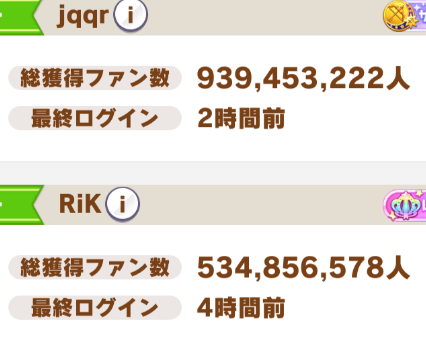 jqqr i
総獲得ファン数 939,453,222人
最終ログイン 2時間前
RiK i
総獲得ファン数 534,856,578人
最終ログイン 4時間前